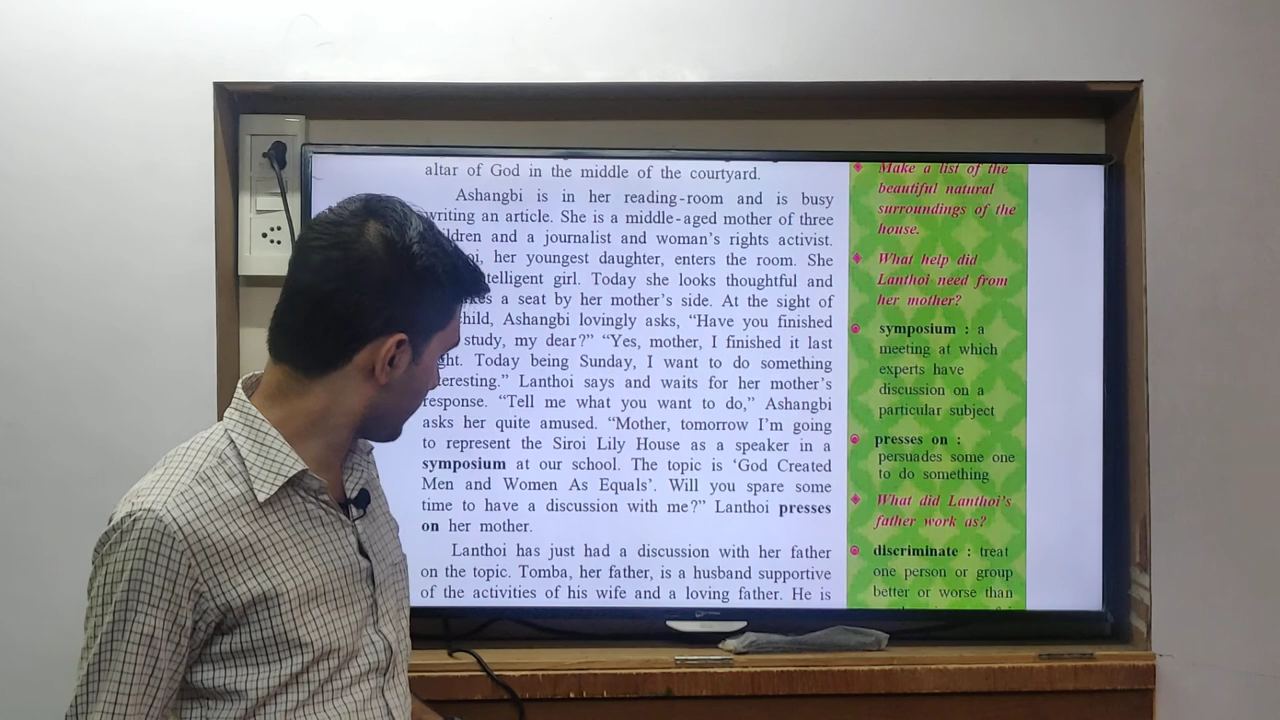 altar of God in the middle of the courtyard.
Ashangbi is in her reading-room and is busy
writing an article. She is a middle-aged mother of three
and a journalist and woman's rights activist.
her youngest daughter, enters the room. She
girl. Today she looks thoughtful and
a seat by her mother's side. At the sight of
Ashangbi lovingly asks, “Have you finished
study, my dear?” “Yes, mother, I finished it last
Today being Sunday, I want to do something
Lanthoi says and waits for her mother's
response. “Tell me what you want to do,” Ashangbi
asks her quite amused. “Mother, tomorrow I'm going
to represent the Siroi Lily House as a speaker in a
symposium at our school. The topic is ‘God Created
Men and Women As Equals’. Will you spare some
time to have a discussion with me?” Lanthoi presses
on her mother.
Lanthoi has just had a discussion with her father
on the topic. Tomba, her father, is a husband supportive
of the activities of his wife and a loving father. He is
Make a list of the
beautiful natural
surroundings of the
house.
What help did
Lanthoi need from
her mother?
symposium : a
meeting at which
experts have
discussion on a
particular subject
presses on :
persuades some one
to do something
What did Lanthoi's
father work as?
discriminate : treat
one person or group
better or worse than